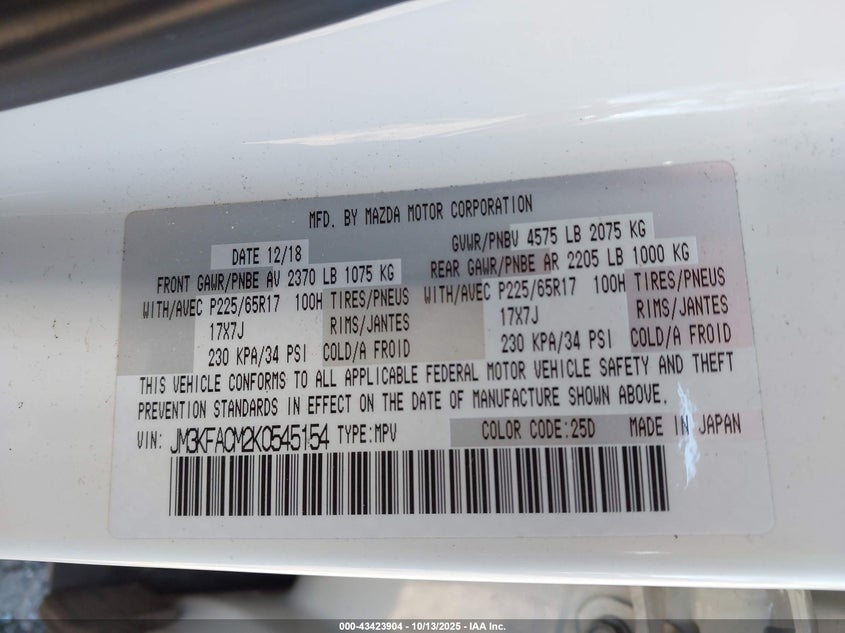 MFD. BY MAZDA MOTOR CORPORATION
DATE 12/18 GVWR/PNBV 4575 LB 2075 KG
FRONT GAWR/PNBE AV 2370 LB 1075 KG REAR GAWR/PNBE AR 2205 LB 1000 KG
WITH/AVEC P225/65R17 100H TIRES/PNEUS WITH/AVEC P225/65R17 100H TIRES/PNEUS
17X7J RIMS/JANTES 17X7J RIMS/JANTES
230 KPA/34 PSI COLD/A FROID 230 KPA/34 PSI COLD/A FROID
THIS VEHICLE CONFORMS TO ALL APPLICABLE FEDERAL MOTOR VEHICLE SAFETY AND THEFT
PREVENTION STANDARDS IN EFFECT ON THE DATE OF MANUFACTURE SHOWN ABOVE.
VIN: JM3KFACM2K0545154 TYPE:MPV COLOR CODE:25D MADE IN JAPAN
000-43423904 - 10/13/2025 - IAA Inc.